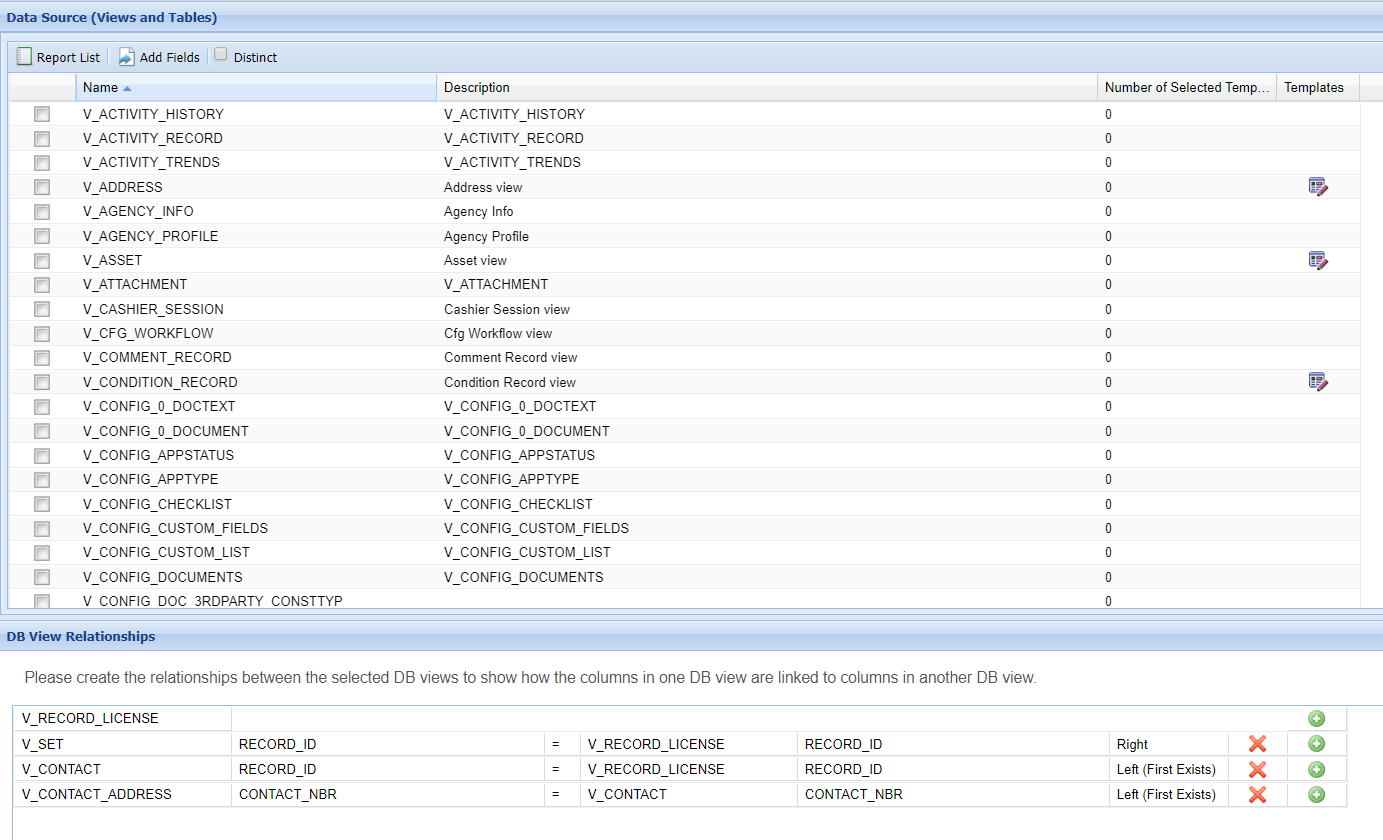 Data Source (Views and Tables)
Report List Add Fields Distinct
Name Description Number of Selected Temp... Templates
V_ACTIVITY_HISTORY V_ACTIVITY_HISTORY 0
V_ACTIVITY_RECORD V_ACTIVITY_RECORD 0
V_ACTIVITY_TRENDS V_ACTIVITY_TRENDS 0
V_ADDRESS Address view 0
V_AGENCY_INFO Agency Info 0
V_AGENCY_PROFILE Agency Profile 0
V_ASSET Asset view 0
V_ATTACHMENT V_ATTACHMENT 0
V_CASHIER_SESSION Cashier Session view 0
V_CFG_WORKFLOW Cfg Workflow view 0
V_COMMENT_RECORD Comment Record view 0
V_CONDITION_RECORD Condition Record view 0
V_CONFIG_0_DOCTEXT V_CONFIG_0_DOCTEXT 0
V_CONFIG_0_DOCUMENT V_CONFIG_0_DOCUMENT 0
V_CONFIG_APPSTATUS V_CONFIG_APPSTATUS 0
V_CONFIG_APPTYPE V_CONFIG_APPTYPE 0
V_CONFIG_CHECKLIST V_CONFIG_CHECKLIST 0
V_CONFIG_CUSTOM_FIELDS V_CONFIG_CUSTOM_FIELDS 0
V_CONFIG_CUSTOM_LIST V_CONFIG_CUSTOM_LIST 0
V_CONFIG_DOCUMENTS V_CONFIG_DOCUMENTS 0
V_CONFIG_DOC_3RDPARTY_CONSTTYP 0
DB View Relationships
Please create the relationships between the selected DB views to show how the columns in one DB view are linked to columns in another DB view.
V_RECORD_LICENSE
V_SET RECORD_ID = V_RECORD_LICENSE RECORD_ID Right
V_CONTACT RECORD_ID = V_RECORD_LICENSE RECORD_ID Left (First Exists)
V_CONTACT_ADDRESS CONTACT_NBR = V_CONTACT CONTACT_NBR Left (First Exists)